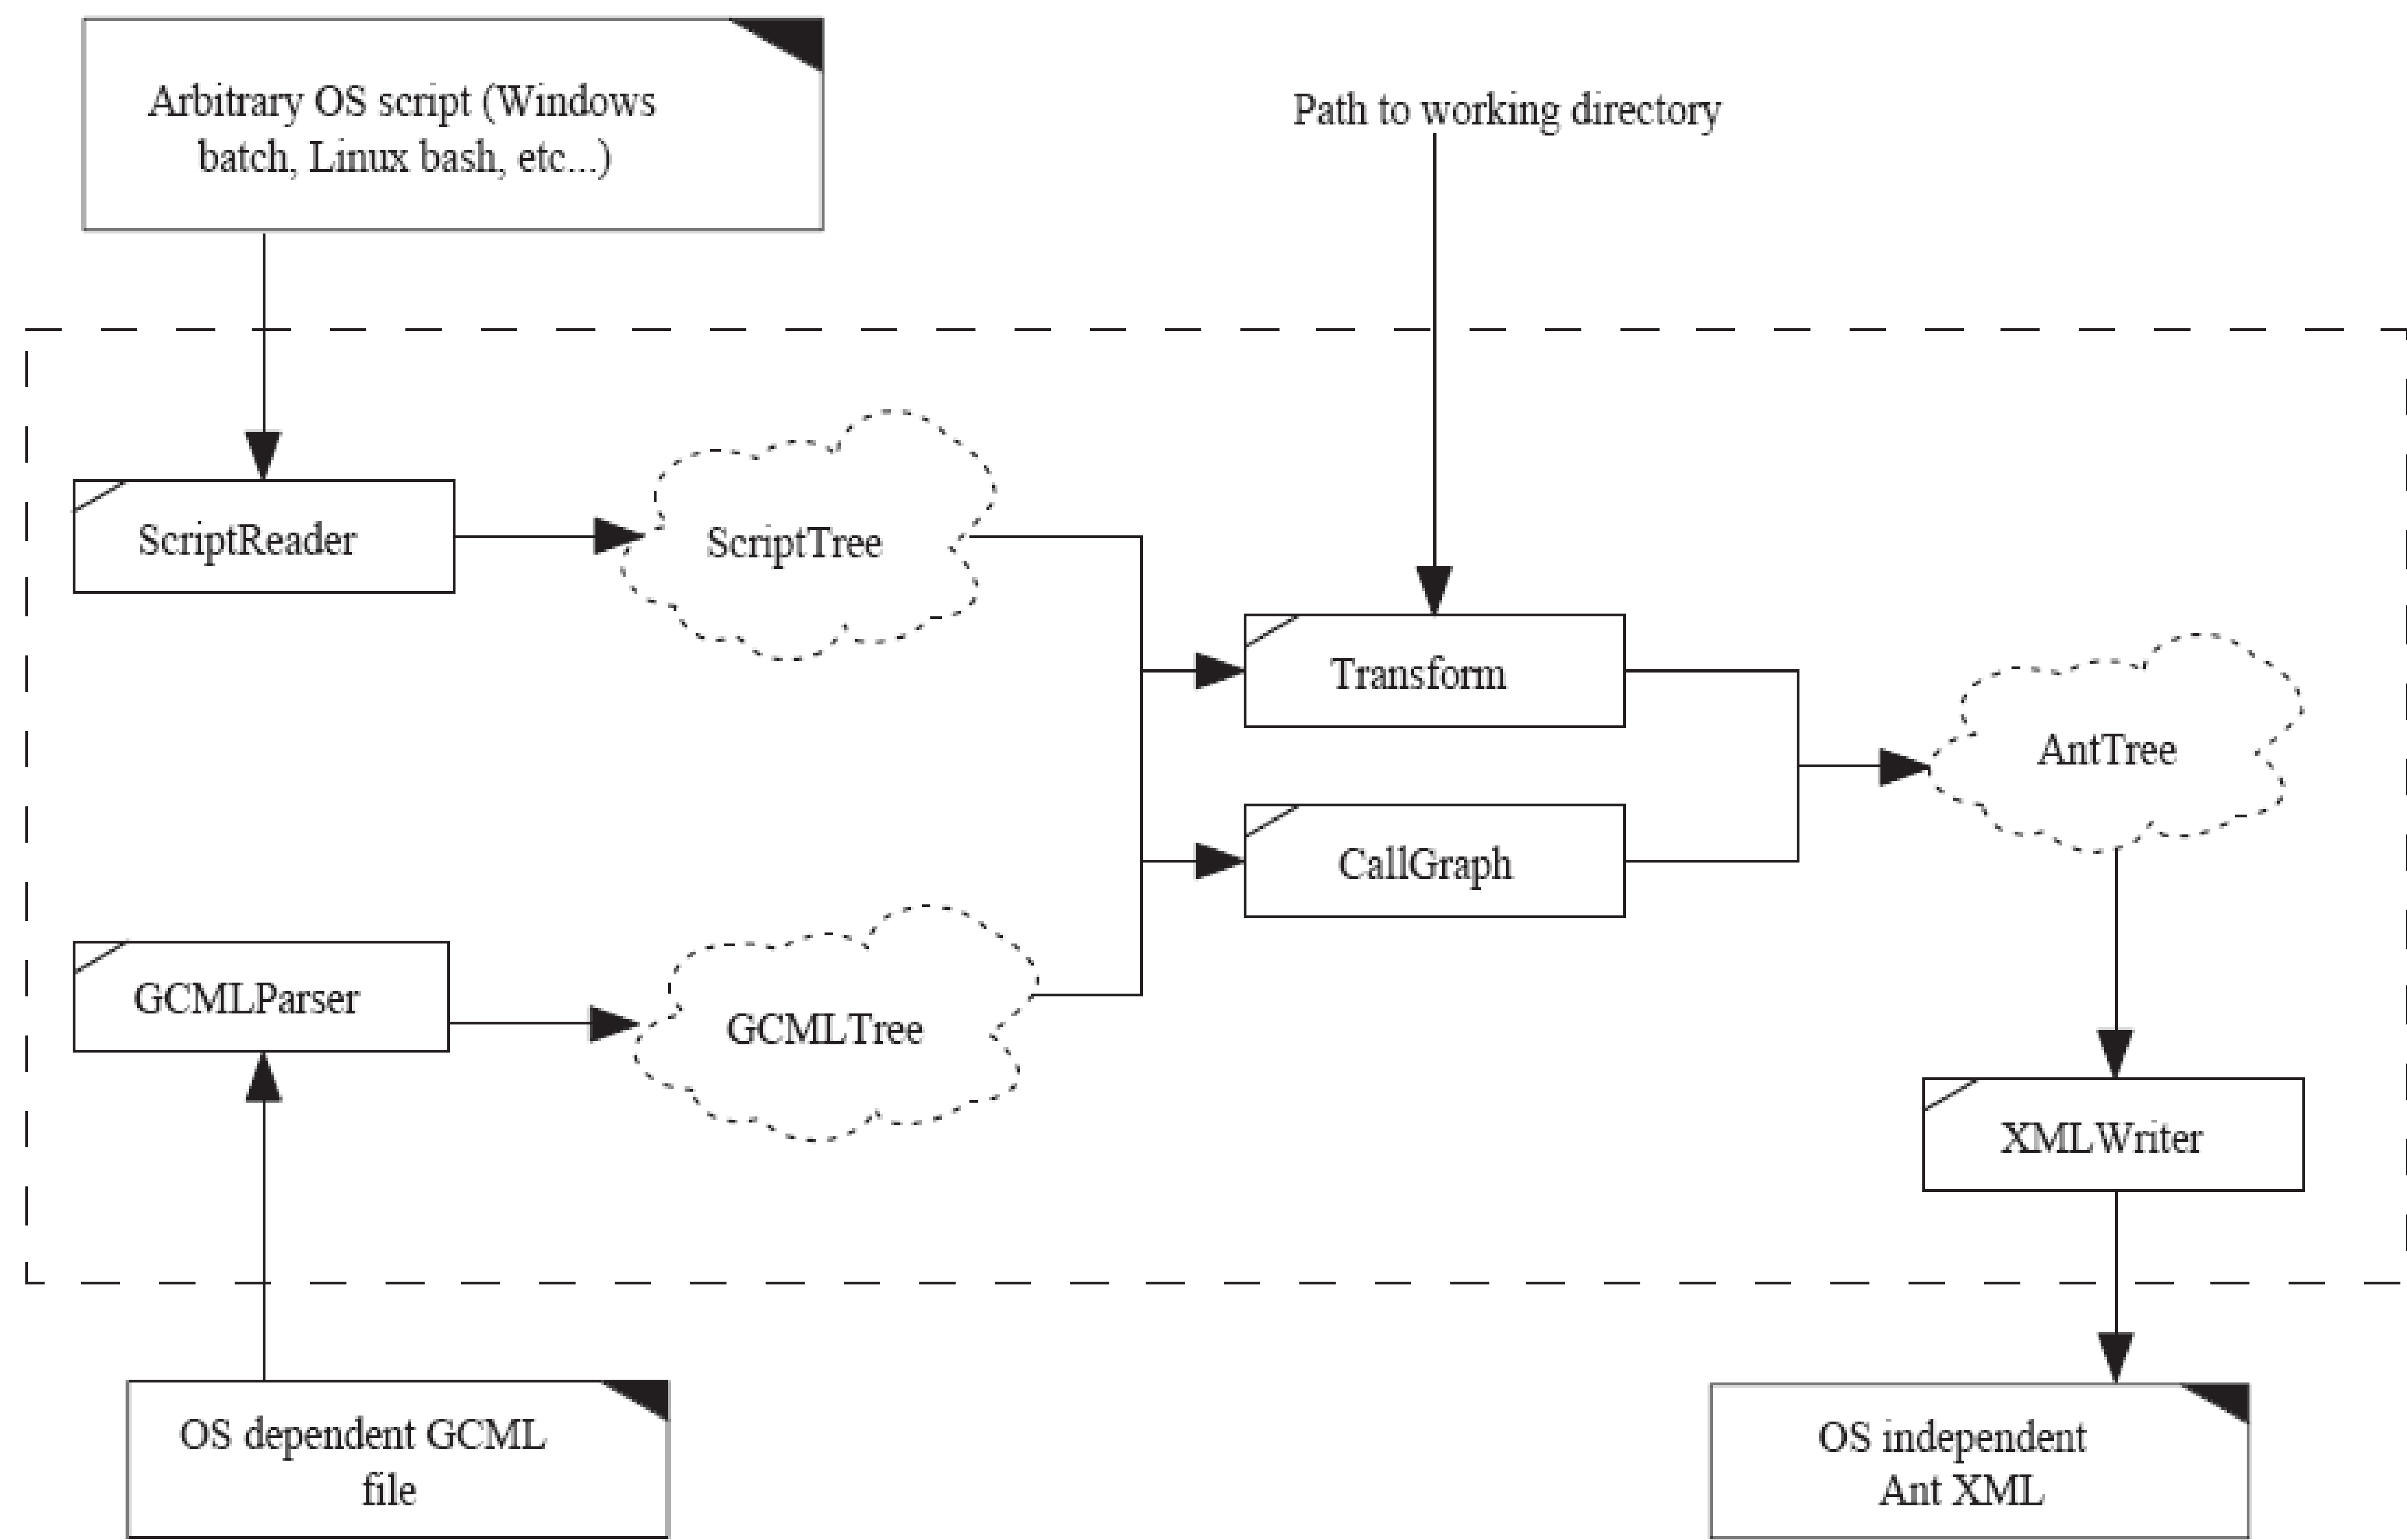 Arbitrary OS script (Windows
batch, Linux bash, etc...)
Path to working directory
ScriptReader
ScriptTree
Transform
AntTree
CallGraph
GCMLParser
GCMLTree
XMLWriter
OS dependent GCML
file
OS independent
Ant XML